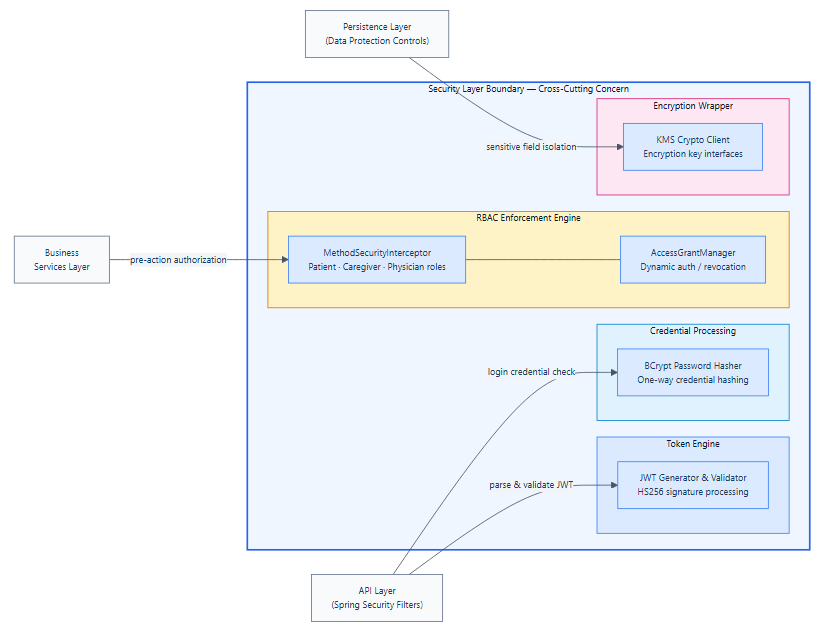 Persistence Layer
(Data Protection Controls)
Security Layer Boundary — Cross-Cutting Concern
Encryption Wrapper
KMS Crypto Client
Encryption key interfaces
sensitive field isolation
RBAC Enforcement Engine
Business
Services Layer
pre-action authorization
MethodSecurityInterceptor
Patient · Caregiver · Physician roles
AccessGrantManager
Dynamic auth / revocation
Credential Processing
login credential check
BCrypt Password Hasher
One-way credential hashing
Token Engine
parse & validate JWT
JWT Generator & Validator
HS256 signature processing
API Layer
(Spring Security Filters)